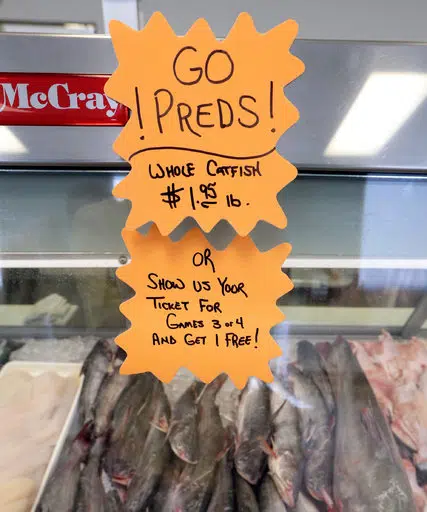 GO
! PREDS !
McCray
WHOLE CATFISH
$1.95 lb.
OR
SHOW US YOUR
TICKET FOR
GAMES 3 or 4
AND GET 1 FREE!